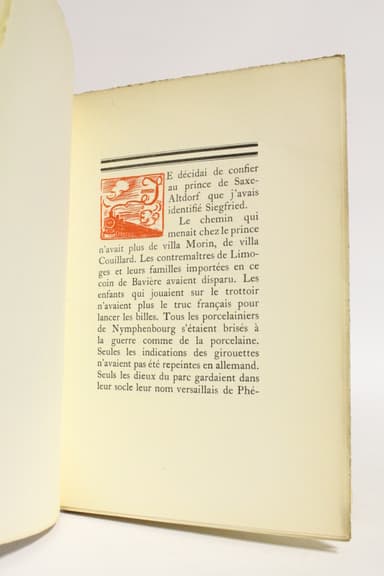 JE décidai de confier
au prince de Saxe-
Altdorf que j'avais
identifié Siegfried.
Le chemin qui
menait chez le prince
n'avait plus de villa Morin, de villa
Couillard. Les contremaîtres de Limo-
ges et leurs familles importées en ce
coin de Bavière avaient disparu. Les
enfants qui jouaient sur le trottoir
n'avaient plus le truc français pour
lancer les billes. Tous les porcelainiers
de Nymphenbourg s'étaient brisés à
la guerre comme de la porcelaine.
Seules les indications des girouettes
n'avaient pas été repeintes en allemand.
Seuls les dieux du parc gardaient dans
leur socle leur nom versaillais de Phé-